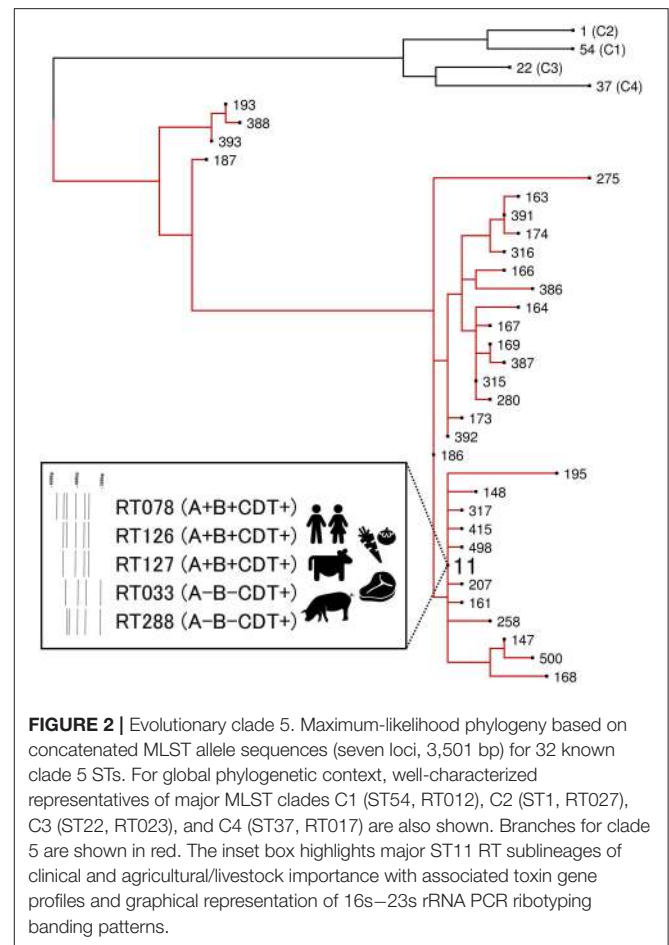 1 (C2)
54 (C1)
22 (C3)
37 (C4)
193
388
393
187
275
163
391
174
316
166
386
164
167
169
387
315
280
173
392
186
195
148
317
415
498
11
207
161
258
147
500
168
RT078 (A+B+CDT+)
RT126 (A+B+CDT+)
RT127 (A+B+CDT+)
RT033 (A-B-CDT+)
RT288 (A-B-CDT+)
FIGURE 2 | Evolutionary clade 5. Maximum-likelihood phylogeny based on
concatenated MLST allele sequences (seven loci, 3,501 bp) for 32 known
clade 5 STs. For global phylogenetic context, well-characterized
representatives of major MLST clades C1 (ST54, RT012), C2 (ST1, RT027),
C3 (ST22, RT023), and C4 (ST37, RT017) are also shown. Branches for clade
5 are shown in red. The inset box highlights major ST11 RT sublineages of
clinical and agricultural/livestock importance with associated toxin gene
profiles and graphical representation of 16s–23s rRNA PCR ribotyping
banding patterns.